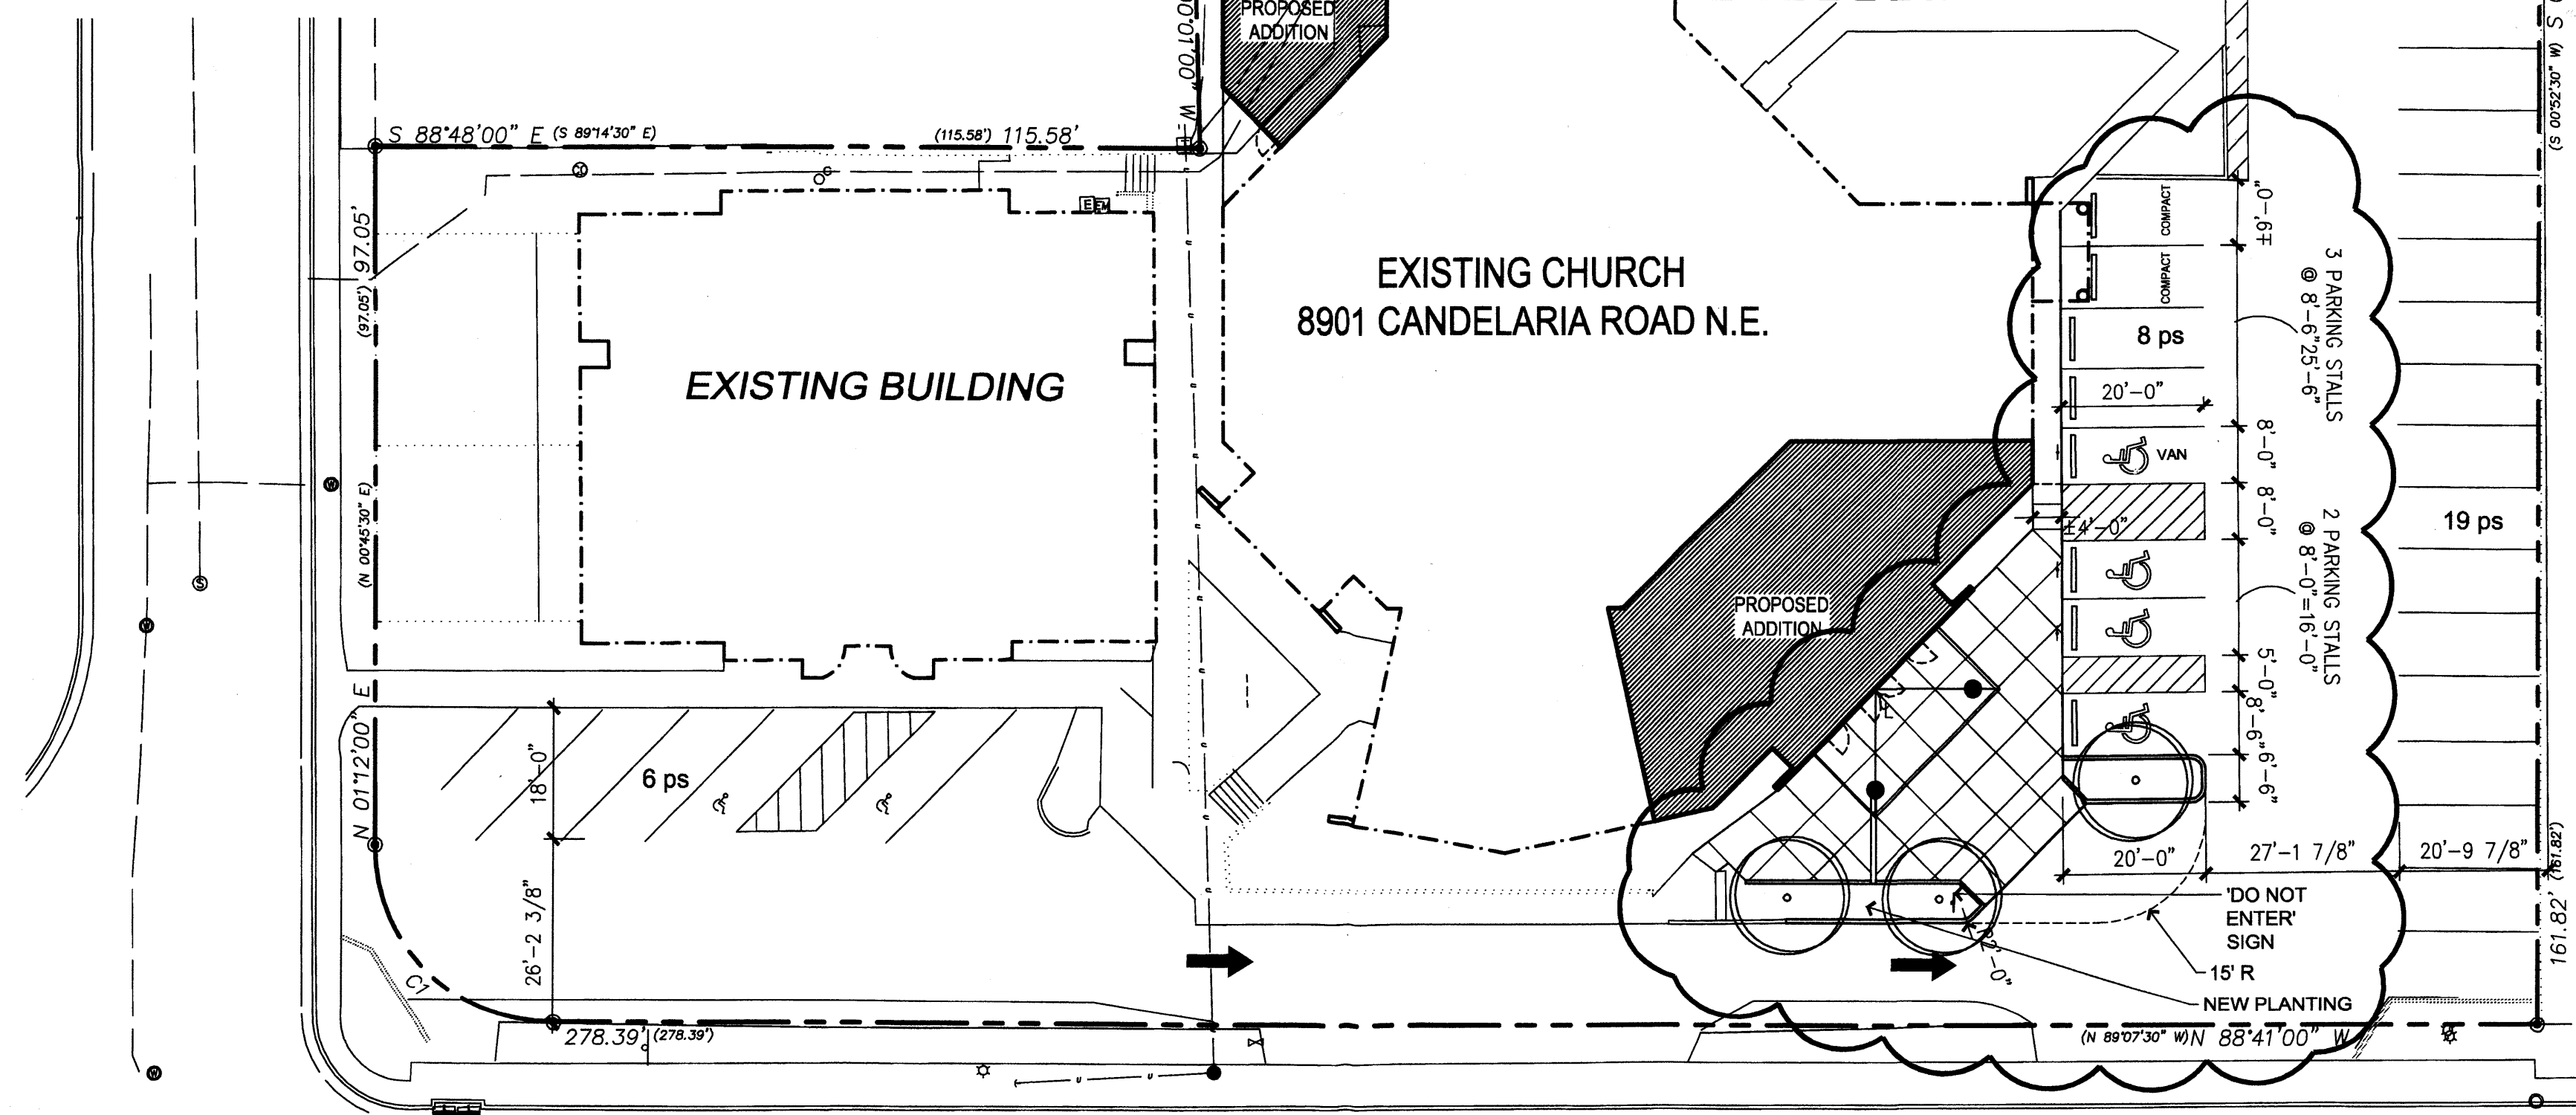 PROPOSED
ADDITION
S 88°48'00" E (S 89°14'30" E)
(115.58') 115.58'
(97.05') 97.05'
(N 00°45'30" E)
N 01°12'00" E
EXISTING BUILDING
E
EM
EXISTING CHURCH
8901 CANDELARIA ROAD N.E.
COMPACT
COMPACT
8 ps
20'-0"
VAN
±4'-0"
0'-6"±
3 PARKING STALLS
@ 8'-6"25'-6"
8'-0"
8'-0"
2 PARKING STALLS
@ 8'-0"=16'-0"
5'-0"
8'-6"
6'-6"
19 ps
(S 00°52'30" W)
PROPOSED
ADDITION
18'-0"
6 ps
26'-2 3/8"
C1
20'-0"
27'-1 7/8"
20'-9 7/8"
161.82' (161.82')
'DO NOT
ENTER'
SIGN
15' R
NEW PLANTING
278.39' (278.39')
(N 89°07'30" W) N 88°41'00" W
S
W
W
W